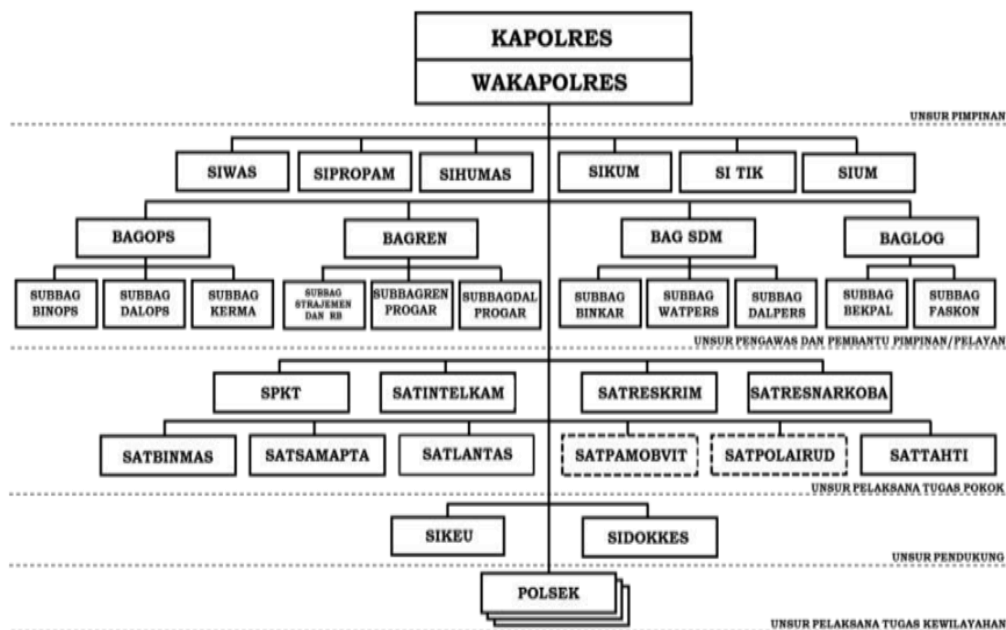 KAPOLRES
WAKAPOLRES
UNSUR PIMPINAN
SIWAS
SIPROPAM
SIHUMAS
SIKUM
SI TIK
SIUM
BAGOPS
BAGREN
BAG SDM
BAGLOG
SUBBAG
BINOPS
SUBBAG
DALOPS
SUBBAG
KERMA
SUBBAG
STRAJEMEN
DAN RB
SUBBAGREN
PROGAR
SUBBAGDAL
PROGAR
SUBBAG
BINKAR
SUBBAG
WATPERS
SUBBAG
DALPERS
SUBBAG
BEKPAL
SUBBAG
FASKON
UNSUR PENGAWAS DAN PEMBANTU PIMPINAN/PELAYAN
SPKT
SATINTELKAM
SATRESKRIM
SATRESNARKOBA
SATBINMAS
SATSAMAPTA
SATLANTAS
SATPAMOBVIT
SATPOLAIRUD
SATTAHTI
UNSUR PELAKSANA TUGAS POKOK
SIKEU
SIDOKKES
UNSUR PENDUKUNG
POLSEK
UNSUR PELAKSANA TUGAS KEWILAYAHAN